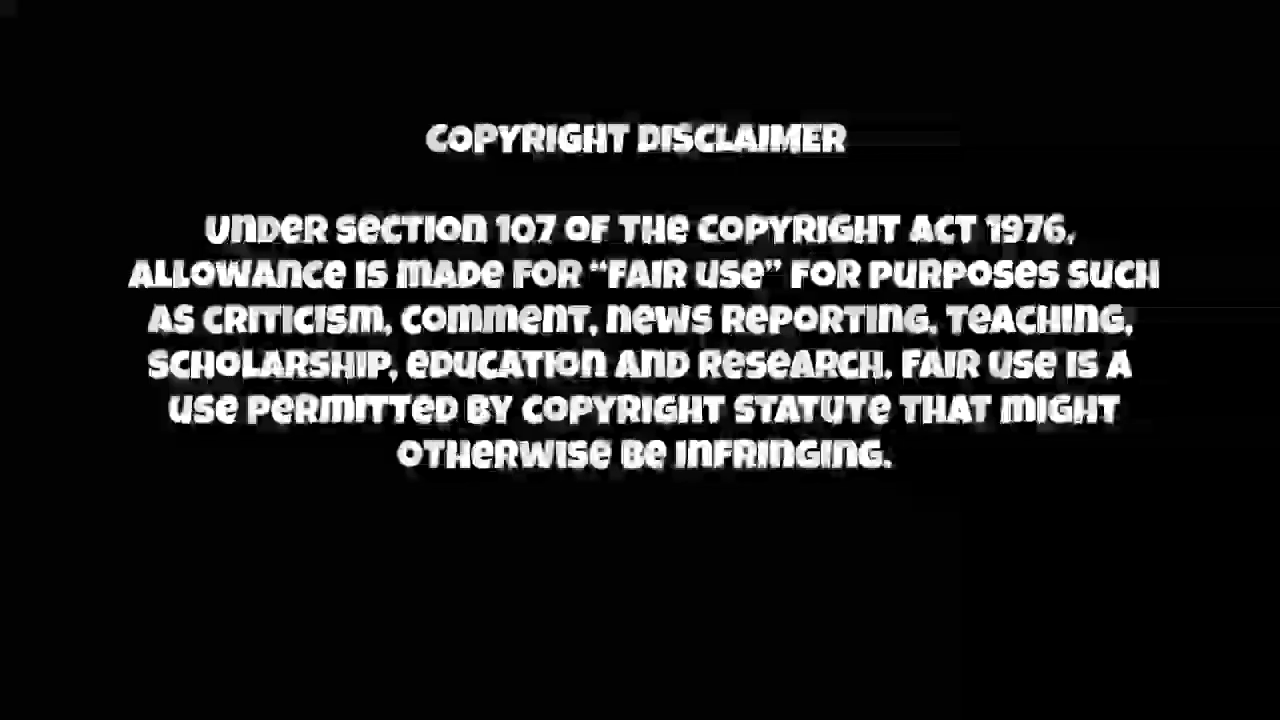 COPYRIGHT DISCLAIMER
UNDER SECTION 107 OF THE COPYRIGHT ACT 1976,
ALLOWANCE IS MADE FOR “FAIR USE” FOR PURPOSES SUCH
AS CRITICISM, COMMENT, NEWS REPORTING, TEACHING,
SCHOLARSHIP, EDUCATION AND RESEARCH. FAIR USE IS A
USE PERMITTED BY COPYRIGHT STATUTE THAT MIGHT
OTHERWISE BE INFRINGING.